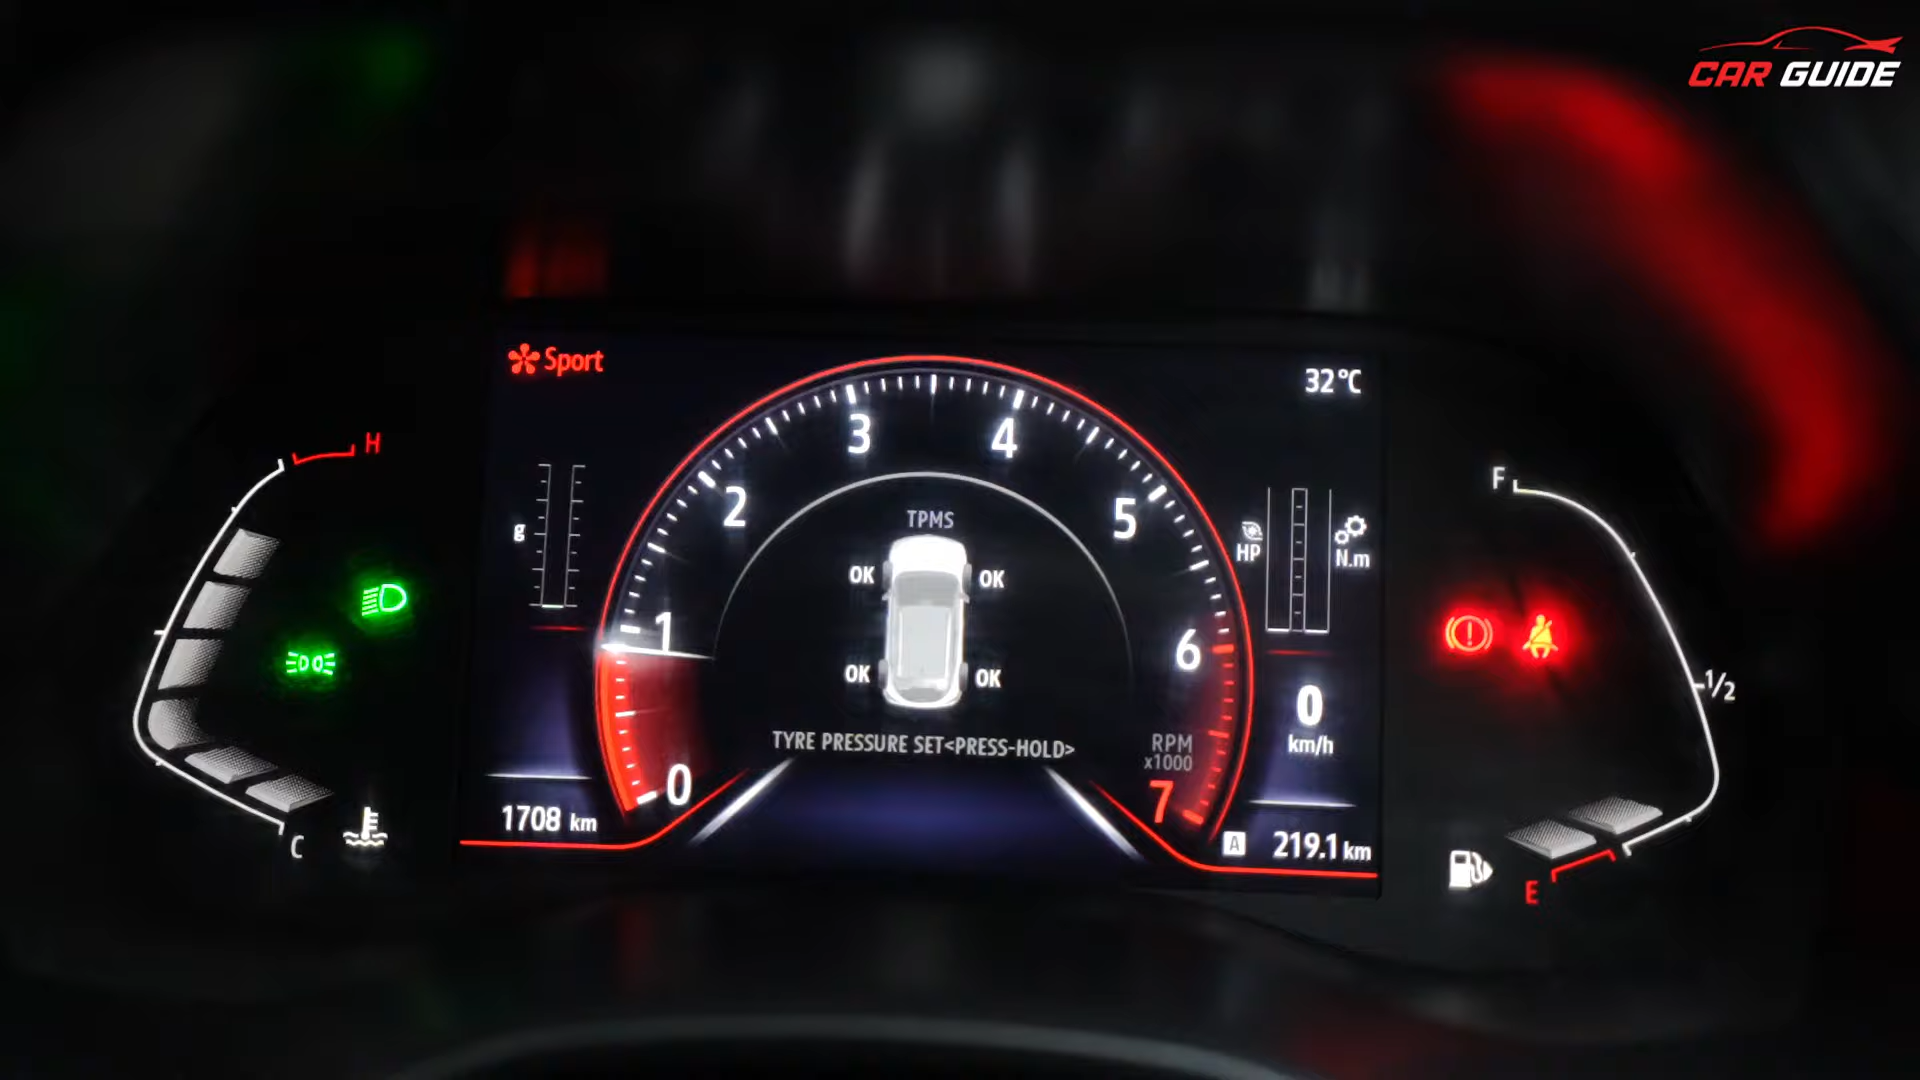 CAR GUIDE
Sport
32°C
H
3
4
F
2
5
TPMS
g
HP
N.m
OK
OK
1
6
OK
OK
1/2
0
km/h
TYRE PRESSURE SET<PRESS-HOLD>
RPM
x1000
0
7
1708 km
A
219.1 km
C
E